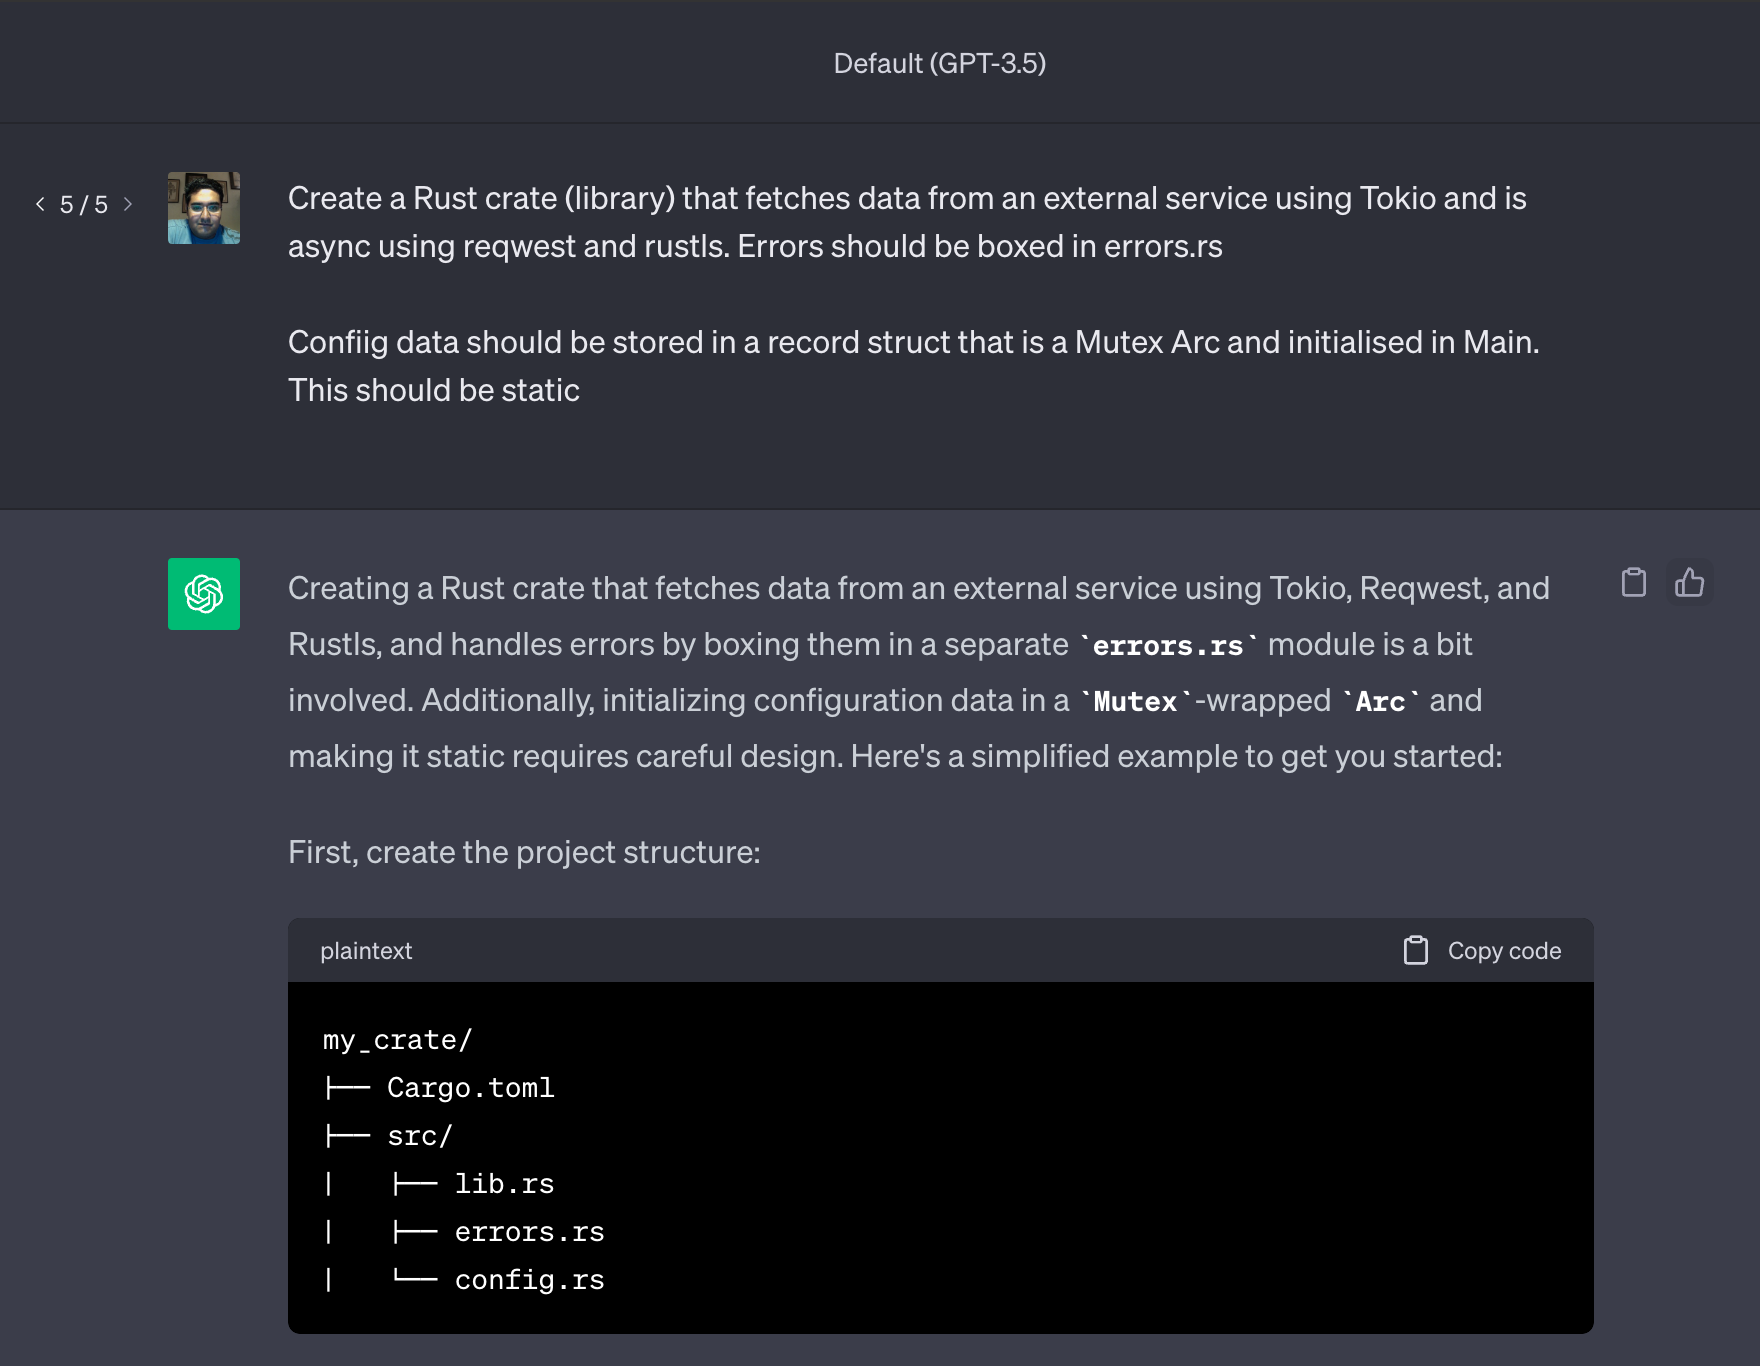 Default (GPT-3.5)
< 5 / 5 >
Create a Rust crate (library) that fetches data from an external service using Tokio and is
async using reqwest and rustls. Errors should be boxed in errors.rs
Confiig data should be stored in a record struct that is a Mutex Arc and initialised in Main.
This should be static
Creating a Rust crate that fetches data from an external service using Tokio, Reqwest, and
Rustls, and handles errors by boxing them in a separate `errors.rs` module is a bit
involved. Additionally, initializing configuration data in a `Mutex`-wrapped `Arc` and
making it static requires careful design. Here's a simplified example to get you started:
First, create the project structure:
plaintext
Copy code
my_crate/
├── Cargo.toml
├── src/
|   ├── lib.rs
|   ├── errors.rs
|   └── config.rs